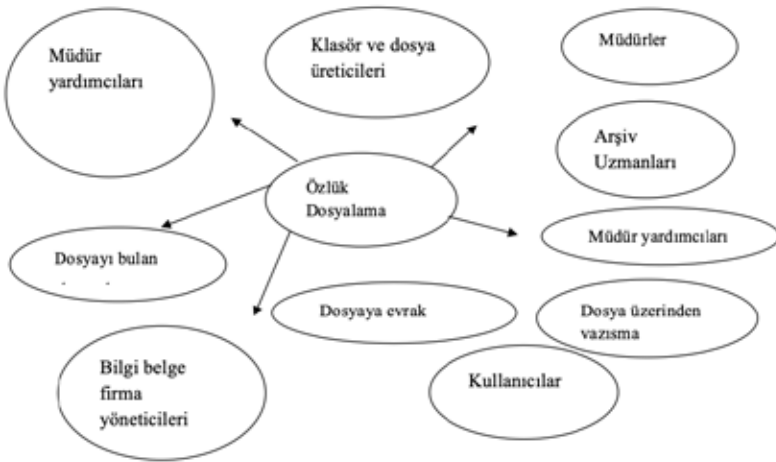 Müdür
yardımcıları
Klasör ve dosya
üreticileri
Müdürler
Arşiv
Uzmanları
Özlük
Dosyalama
Müdür yardımcıları
Dosyayı bulan
Dosyaya evrak
Dosya üzerinden
vazısma
Bilgi belge
firma
yöneticileri
Kullanıcılar